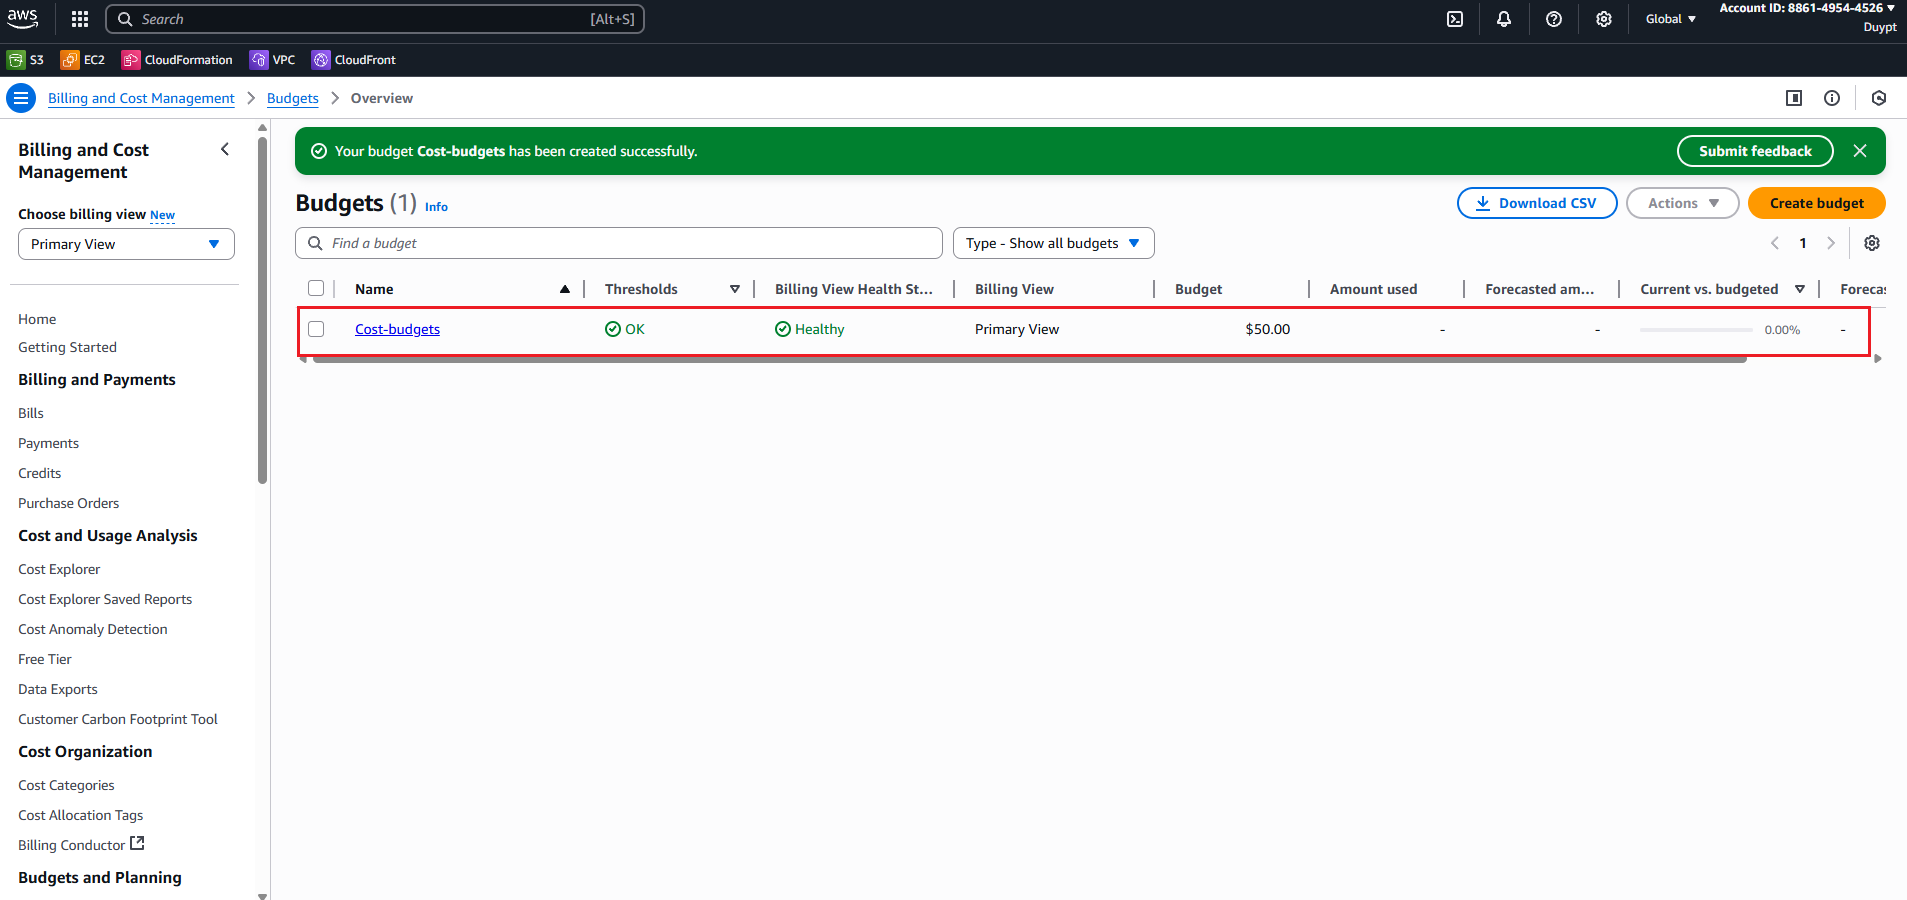 aws
Search [Alt+S]
Global
Account ID: 8861-4954-4526
Duypt
S3 EC2 CloudFormation VPC CloudFront
Billing and Cost Management Budgets Overview
Billing and Cost Management
Choose billing view New
Primary View
Home
Getting Started
Billing and Payments
Bills
Payments
Credits
Purchase Orders
Cost and Usage Analysis
Cost Explorer
Cost Explorer Saved Reports
Cost Anomaly Detection
Free Tier
Data Exports
Customer Carbon Footprint Tool
Cost Organization
Cost Categories
Cost Allocation Tags
Billing Conductor
Budgets and Planning
Your budget Cost-budgets has been created successfully.
Submit feedback
Budgets (1) Info
Download CSV Actions Create budget
Find a budget Type - Show all budgets 1
Name Thresholds Billing View Health St... Billing View Budget Amount used Forecasted am... Current vs. budgeted Forecas
Cost-budgets OK Healthy Primary View $50.00 - - 0.00% -